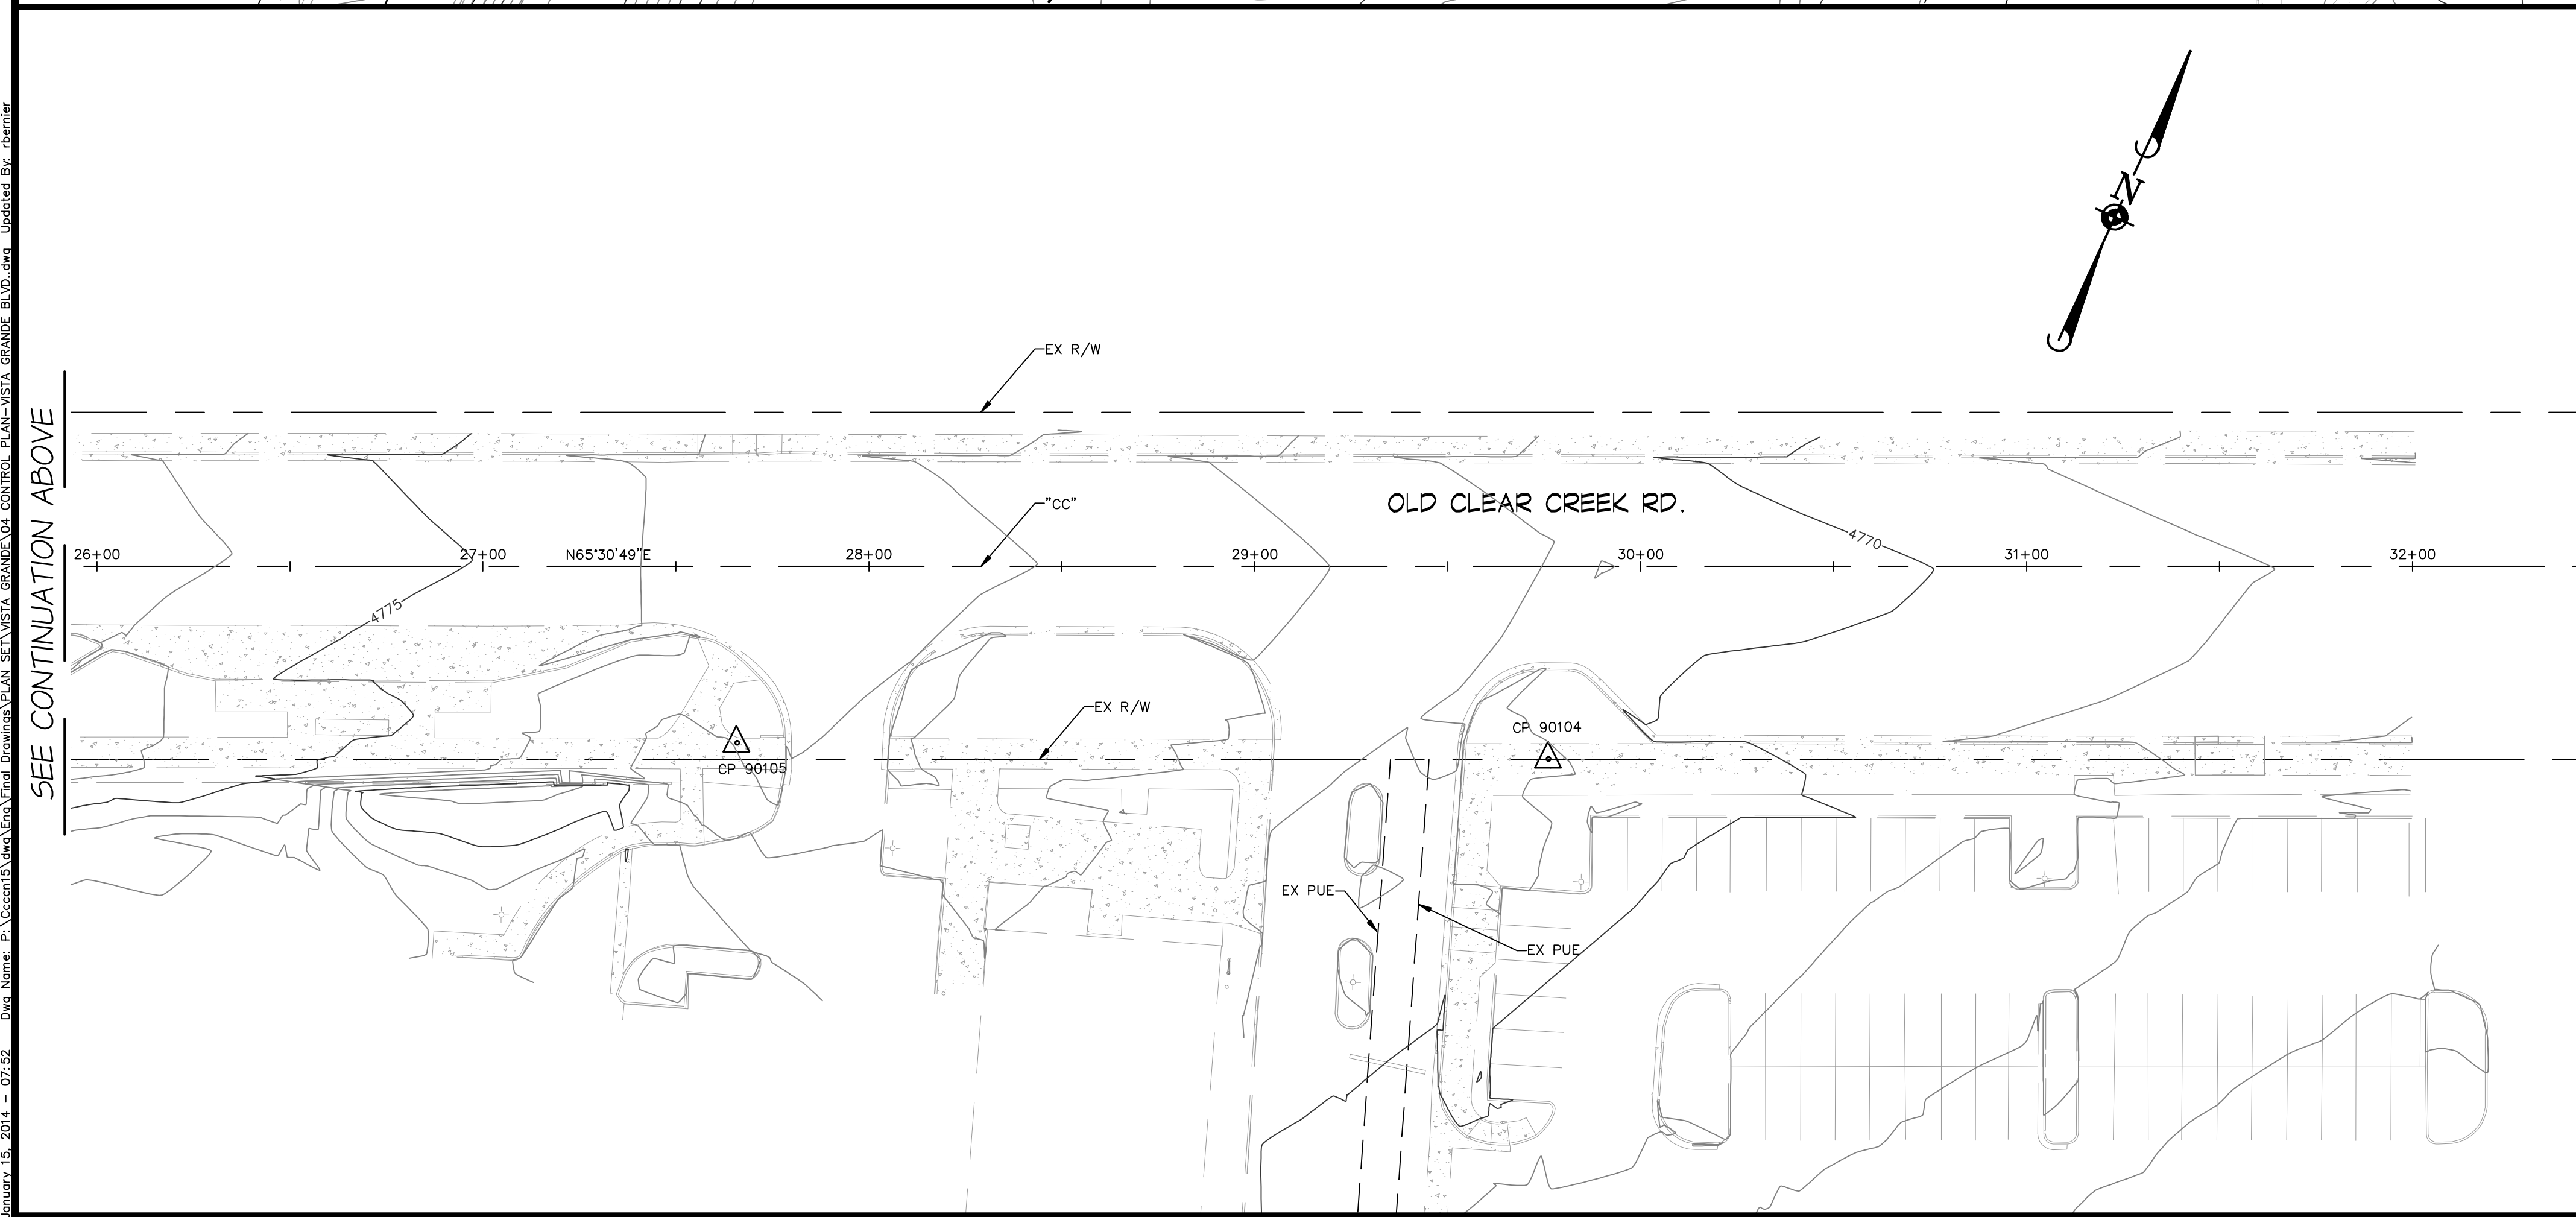 January 15, 2014 - 07:52 Dwg Name: P:\Ccccn15\dwg\Eng\Final Drawings\PLAN SET\VISTA GRANDE\04 CONTROL PLAN-VISTA GRANDE BLVD..dwg Updated By: rbernier
SEE CONTINUATION ABOVE
N
EX R/W
"CC"
OLD CLEAR CREEK RD.
4770
26+00
27+00
N65°30'49"E
28+00
29+00
30+00
31+00
32+00
4775
EX R/W
CP 90104
CP 90105
EX PUE
EX PUE